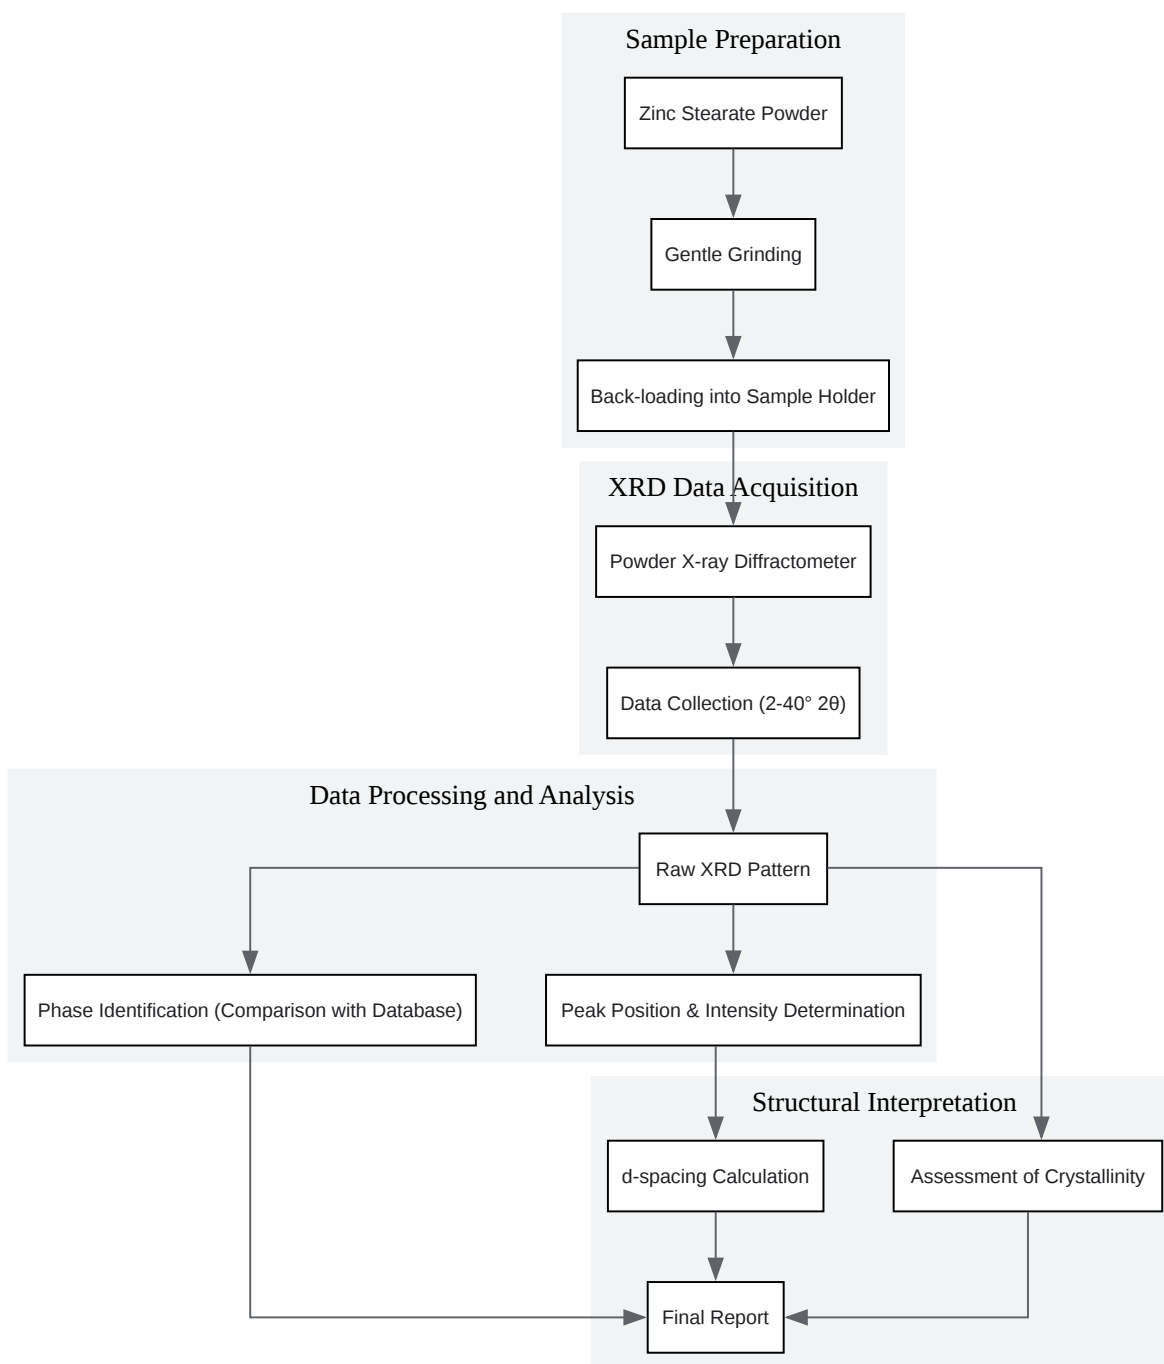 Sample Preparation
Zinc Stearate Powder
Gentle Grinding
Back-loading into Sample Holder
XRD Data Acquisition
Powder X-ray Diffractometer
Data Collection (2-40° 2θ)
Data Processing and Analysis
Raw XRD Pattern
Phase Identification (Comparison with Database)
Peak Position & Intensity Determination
Structural Interpretation
d-spacing Calculation
Assessment of Crystallinity
Final Report